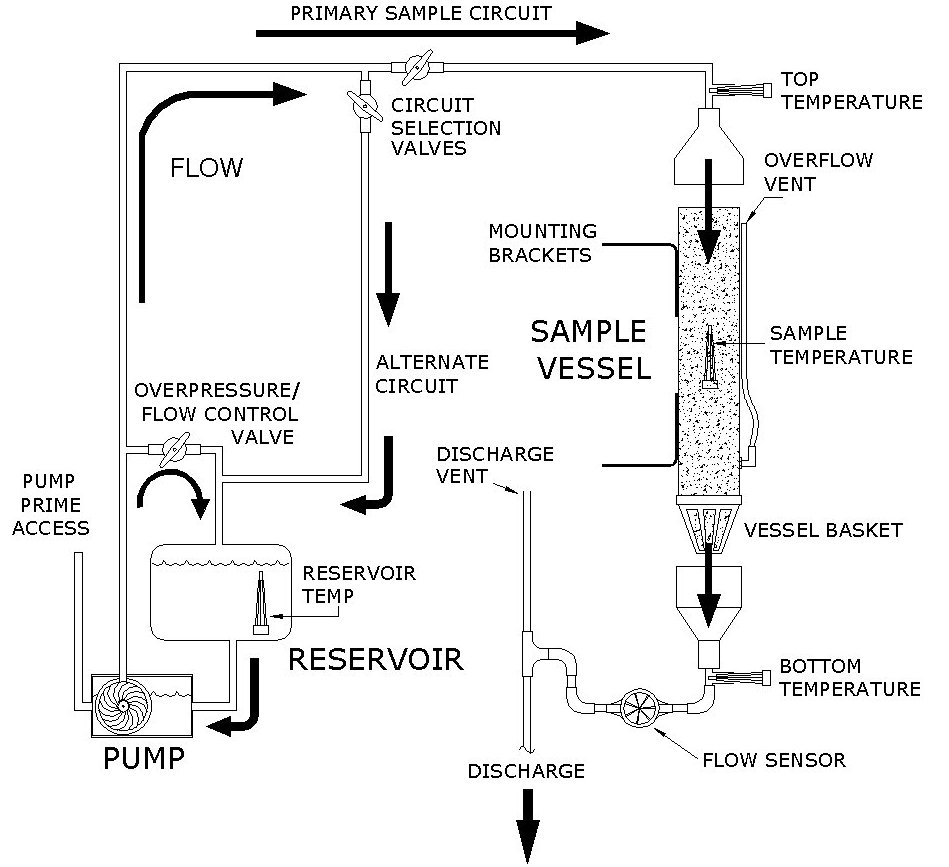 PRIMARY SAMPLE CIRCUIT
TOP
TEMPERATURE
CIRCUIT
SELECTION
VALVES
FLOW
OVERFLOW
VENT
MOUNTING
BRACKETS
SAMPLE
VESSEL
SAMPLE
TEMPERATURE
ALTERNATE
CIRCUIT
OVERPRESSURE/
FLOW CONTROL
VALVE
DISCHARGE
VENT
PUMP
PRIME
ACCESS
VESSEL BASKET
RESERVOIR
TEMP
RESERVOIR
BOTTOM
TEMPERATURE
PUMP
FLOW SENSOR
DISCHARGE